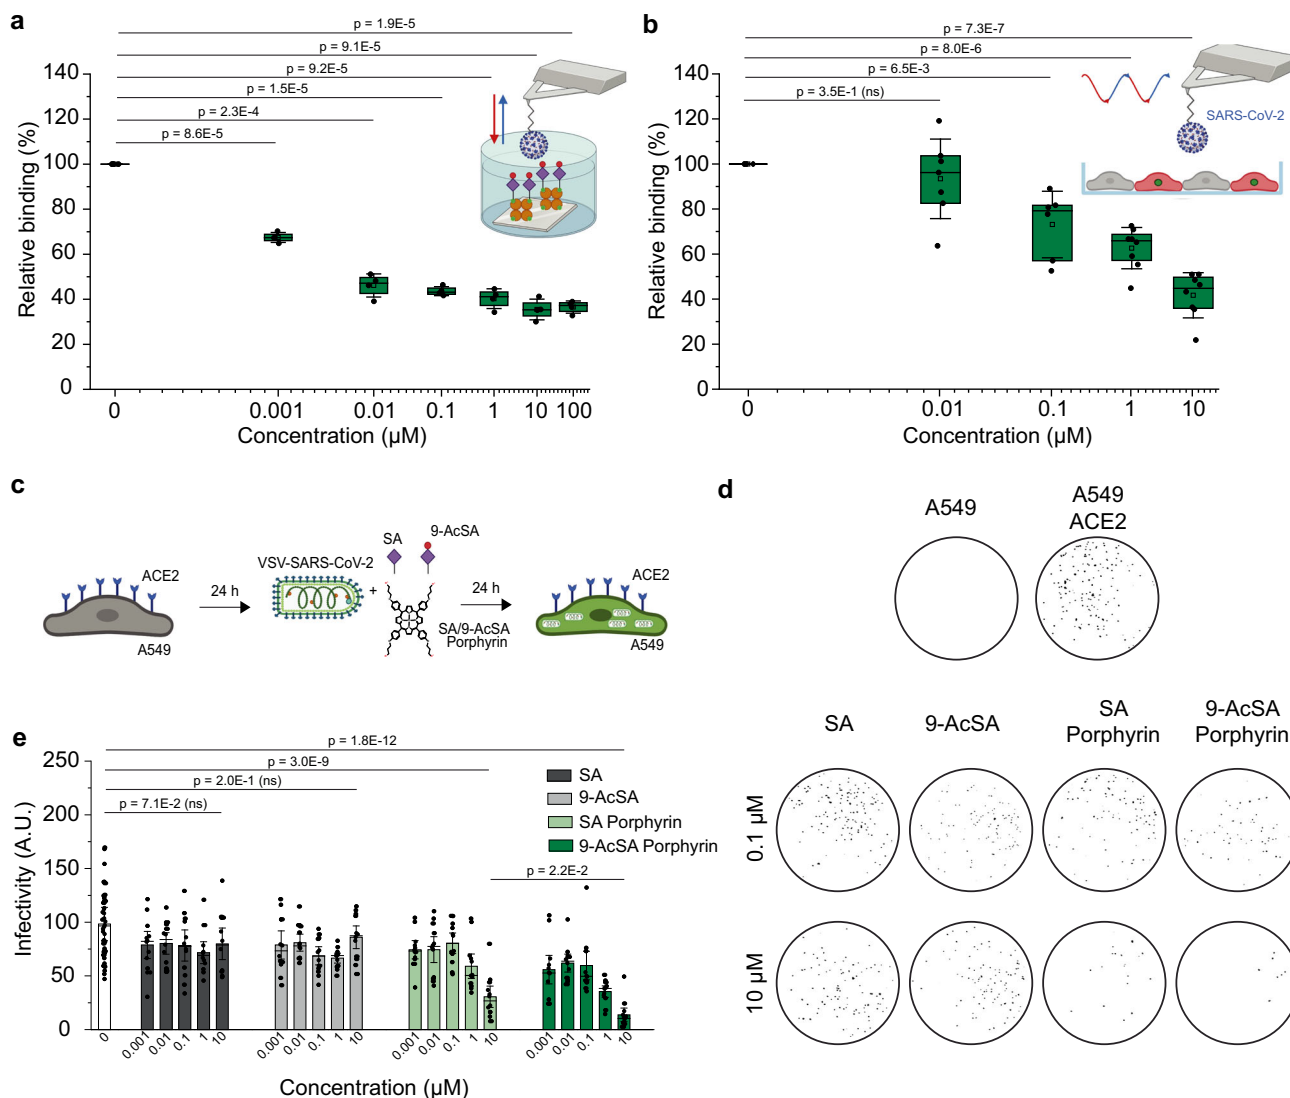 a
p = 1.9E-5
p = 9.1E-5
p = 9.2E-5
p = 1.5E-5
p = 2.3E-4
p = 8.6E-5
140
120
100
80
60
40
20
0
Relative binding (%)
0 0.001 0.01 0.1 1 10 100
Concentration (µM)
b
p = 7.3E-7
p = 8.0E-6
p = 6.5E-3
p = 3.5E-1 (ns)
SARS-CoV-2
140
120
100
80
60
40
20
0
Relative binding (%)
0 0.01 0.1 1 10
Concentration (µM)
c
ACE2
A549
24 h
VSV-SARS-CoV-2
+
SA
9-AcSA
SA/9-AcSA
Porphyrin
24 h
ACE2
A549
d
A549
A549
ACE2
SA
9-AcSA
SA
Porphyrin
9-AcSA
Porphyrin
0.1 µM
10 µM
e
p = 1.8E-12
p = 3.0E-9
p = 2.0E-1 (ns)
p = 7.1E-2 (ns)
p = 2.2E-2
SA
9-AcSA
SA Porphyrin
9-AcSA Porphyrin
250
200
150
100
50
0
Infectivity (A.U.)
0 0.001 0.01 0.1 1 10 0.001 0.01 0.1 1 10 0.001 0.01 0.1 1 10 0.001 0.01 0.1 1 10
Concentration (µM)